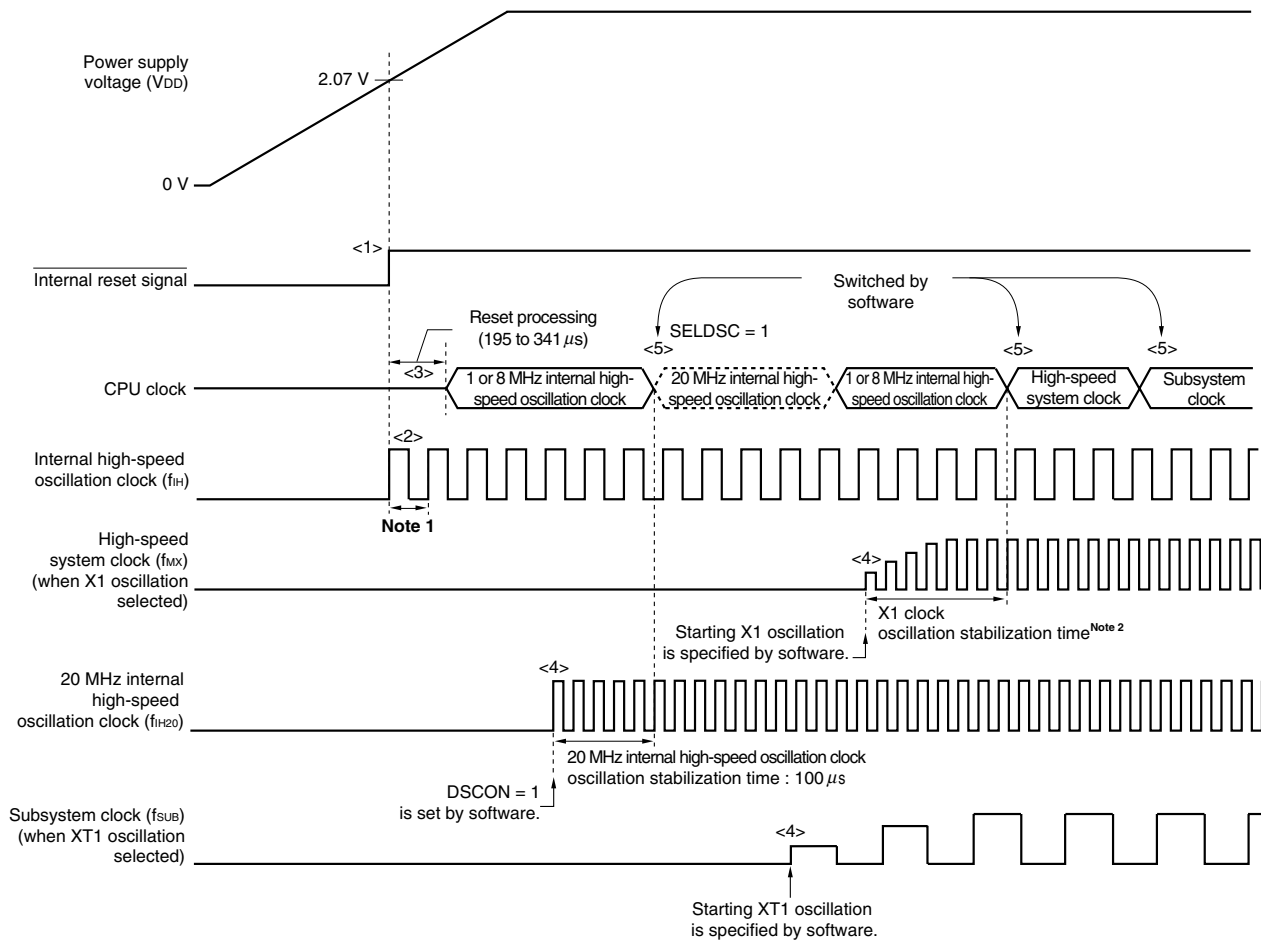 Power supply
voltage (VDD)
2.07 V
0 V
<1>
Internal reset signal
Switched by
software
Reset processing
(195 to 341 µs)
SELDSC = 1
<3>
<5>
<5>
<5>
CPU clock
1 or 8 MHz internal high-
speed oscillation clock
20 MHz internal high-
speed oscillation clock
1 or 8 MHz internal high-
speed oscillation clock
High-speed
system clock
Subsystem
clock
<2>
Internal high-speed
oscillation clock (fIH)
Note 1
High-speed
system clock (fMX)
(when X1 oscillation
selected)
<4>
X1 clock
oscillation stabilization time Note 2
Starting X1 oscillation
is specified by software.
<4>
20 MHz internal
high-speed
oscillation clock (fIH20)
20 MHz internal high-speed oscillation clock
oscillation stabilization time : 100 µs
DSCON = 1
is set by software.
Subsystem clock (fSUB)
(when XT1 oscillation
selected)
<4>
Starting XT1 oscillation
is specified by software.